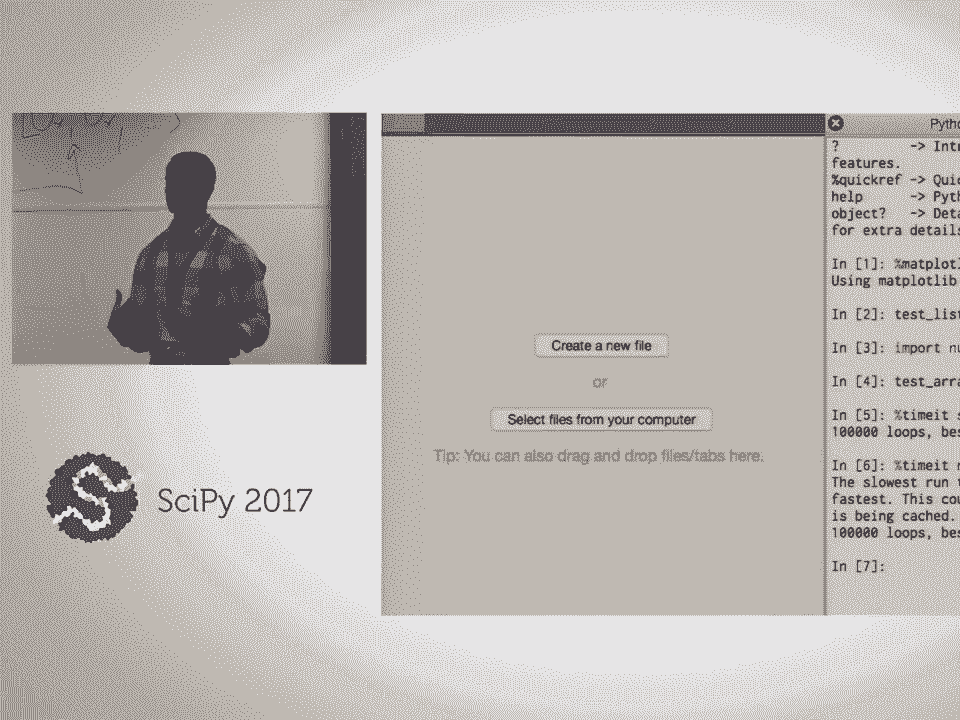 SciPy 2017
Create a new file
or
Select files from your computer
Tip: You can also drag and drop files/tabs here.
Pytho
? -> Intr
features.
%quickref -> Quic
help -> Pyth
object? -> Deta
for extra details
In [1]: %matplotl
Using matplotlib
In [2]: test_list
In [3]: import nu
In [4]: test_arra
In [5]: %timeit s
100000 loops, bes
In [6]: %timeit n
The slowest run t
fastest. This cou
is being cached.
100000 loops, bes
In [7]: